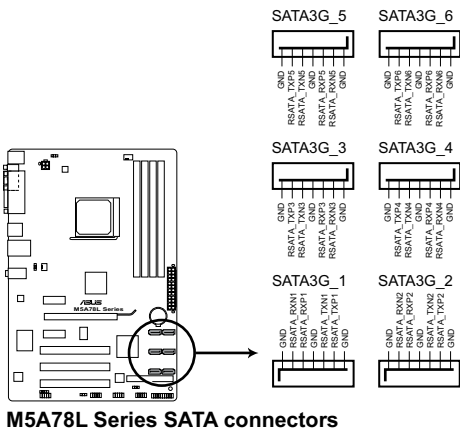 SATA3G_5 SATA3G_6
GND RSATA_TXP5 RSATA_TXN5 GND RSATA_RXP5 RSATA_RXN5 GND
GND RSATA_TXP6 RSATA_TXN6 GND RSATA_RXP6 RSATA_RXN6 GND
SATA3G_3 SATA3G_4
GND RSATA_TXP3 RSATA_TXN3 GND RSATA_RXP3 RSATA_RXN3 GND
GND RSATA_TXP4 RSATA_TXN4 GND RSATA_RXP4 RSATA_RXN4 GND
SATA3G_1 SATA3G_2
GND RSATA_RXN1 RSATA_RXP1 GND RSATA_TXN1 RSATA_TXP1 GND
GND RSATA_RXN2 RSATA_RXP2 GND RSATA_TXN2 RSATA_TXP2 GND
ASUS
M5A78L Series
M5A78L Series SATA connectors